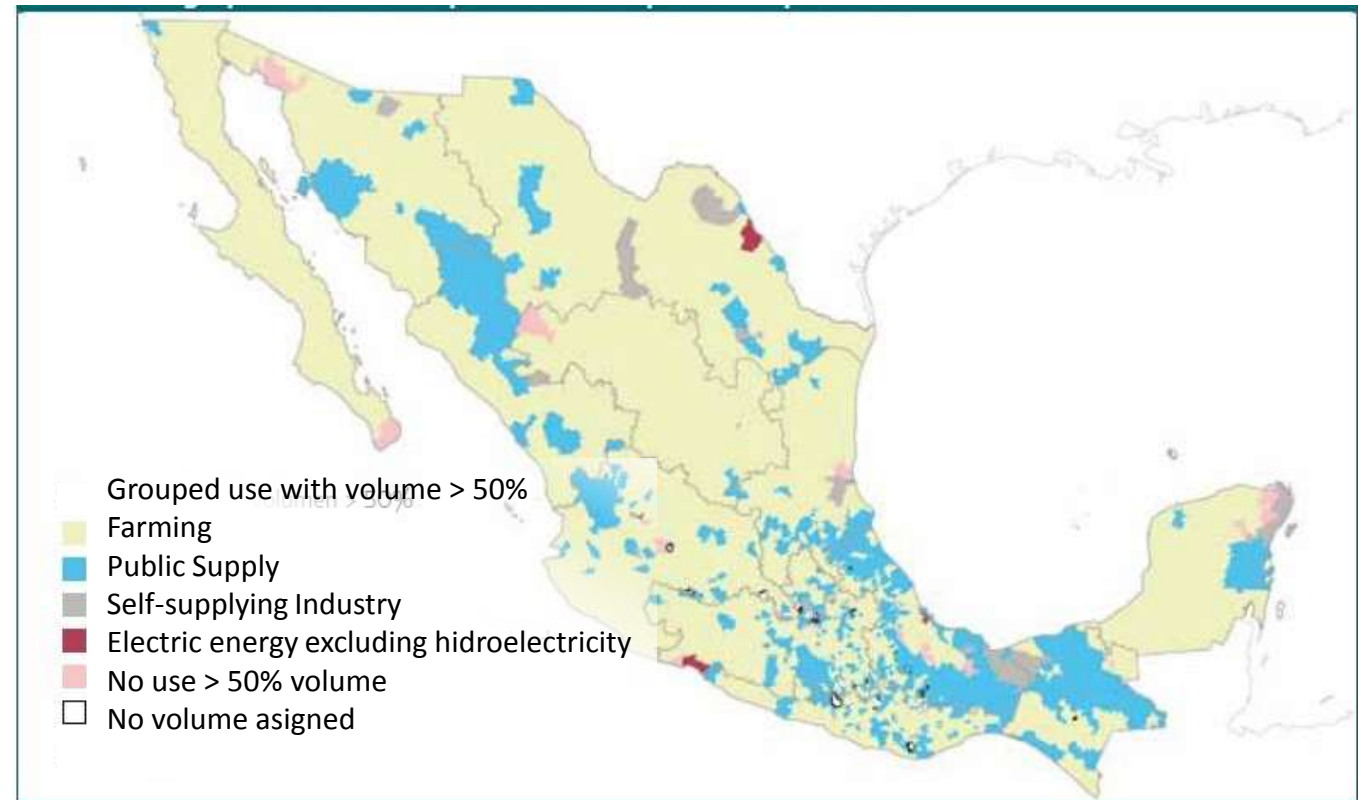 Grouped use with volume > 50%
Farming
Public Supply
Self-supplying Industry
Electric energy excluding hidroelectricity
No use > 50% volume
No volume asigned